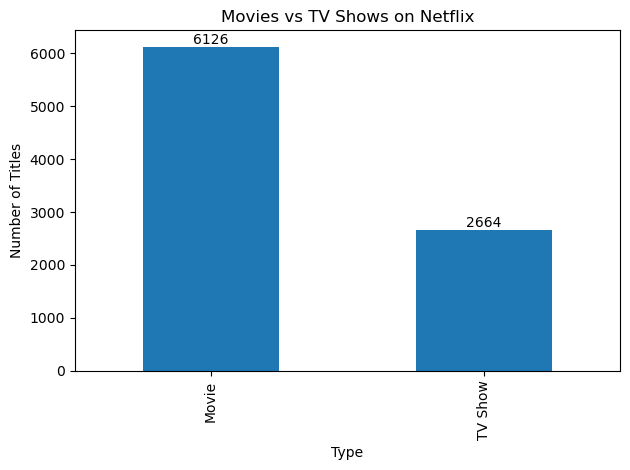 Movies vs TV Shows on Netflix
6126
2664
Number of Titles
6000
5000
4000
3000
2000
1000
0
Movie
TV Show
Type